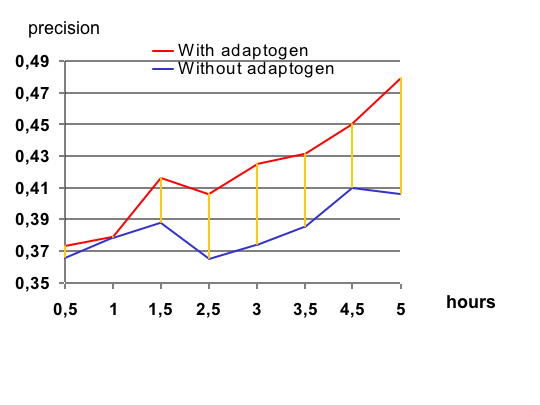 precision
With adaptogen
Without adaptogen
0,49
0,47
0,45
0,43
0,41
0,39
0,37
0,35
0,5 1 1,5 2,5 3 3,5 4,5 5
hours